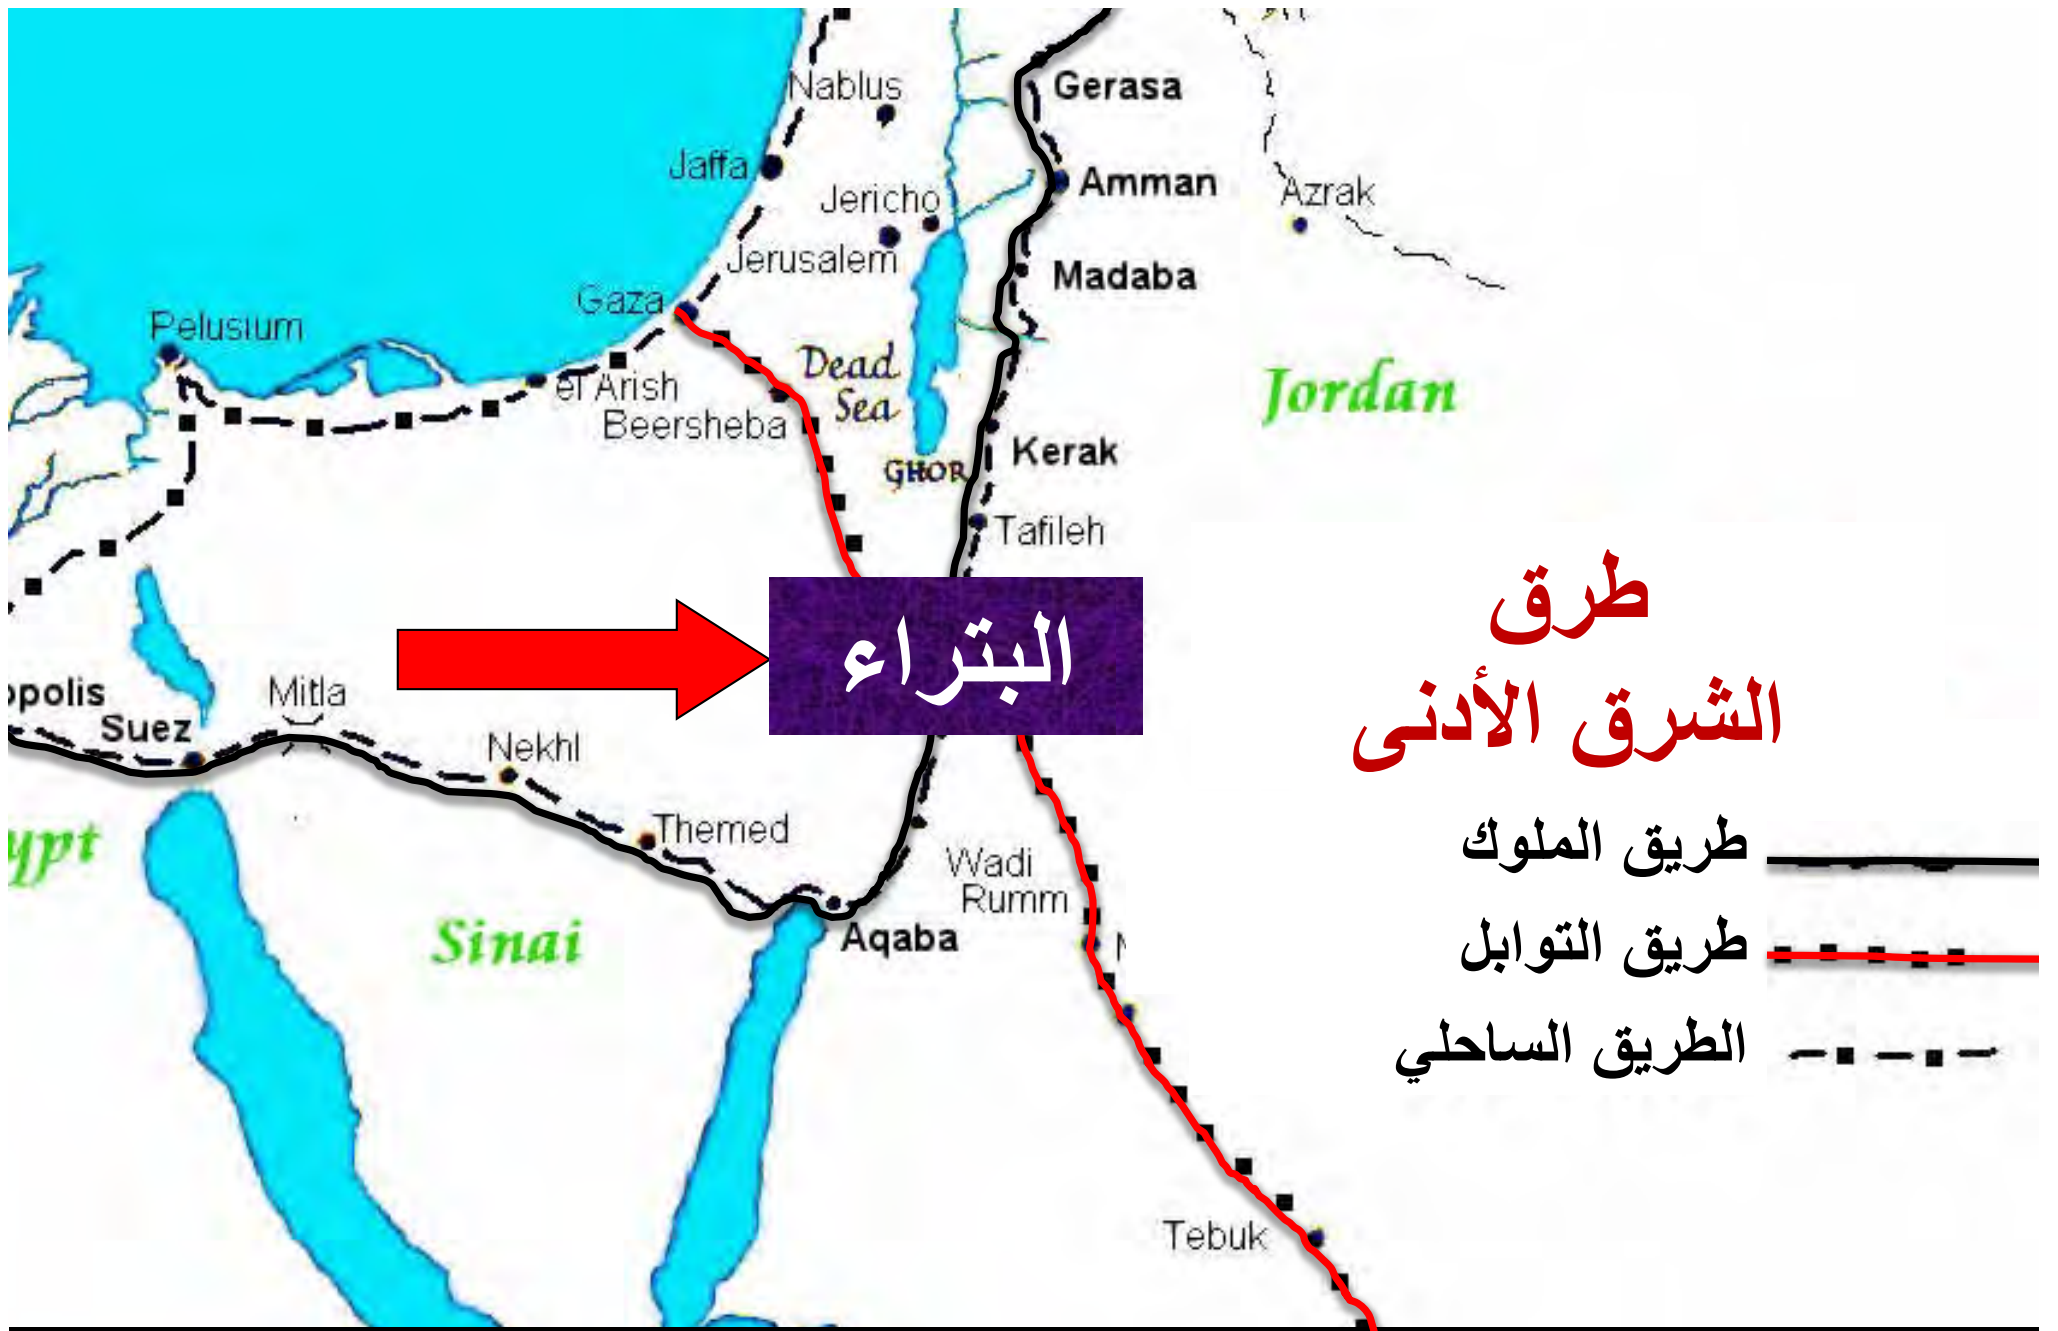 Nablus
Gerasa
Jaffa
Amman
Jericho
Azrak
Jerusalem
Madaba
Gaza
Pelusium
Dead
Sea
el Arish
Beersheba
Jordan
Kerak
GHOR
Tafileh
طرق
الشرق الأدنى
البتراء
opolis
Mitla
Suez
Nekhl
Themed
ypt
Wadi
Rumm
Sinai
Aqaba
طريق الملوك
طريق التوابل
الطريق الساحلي
Tebuk